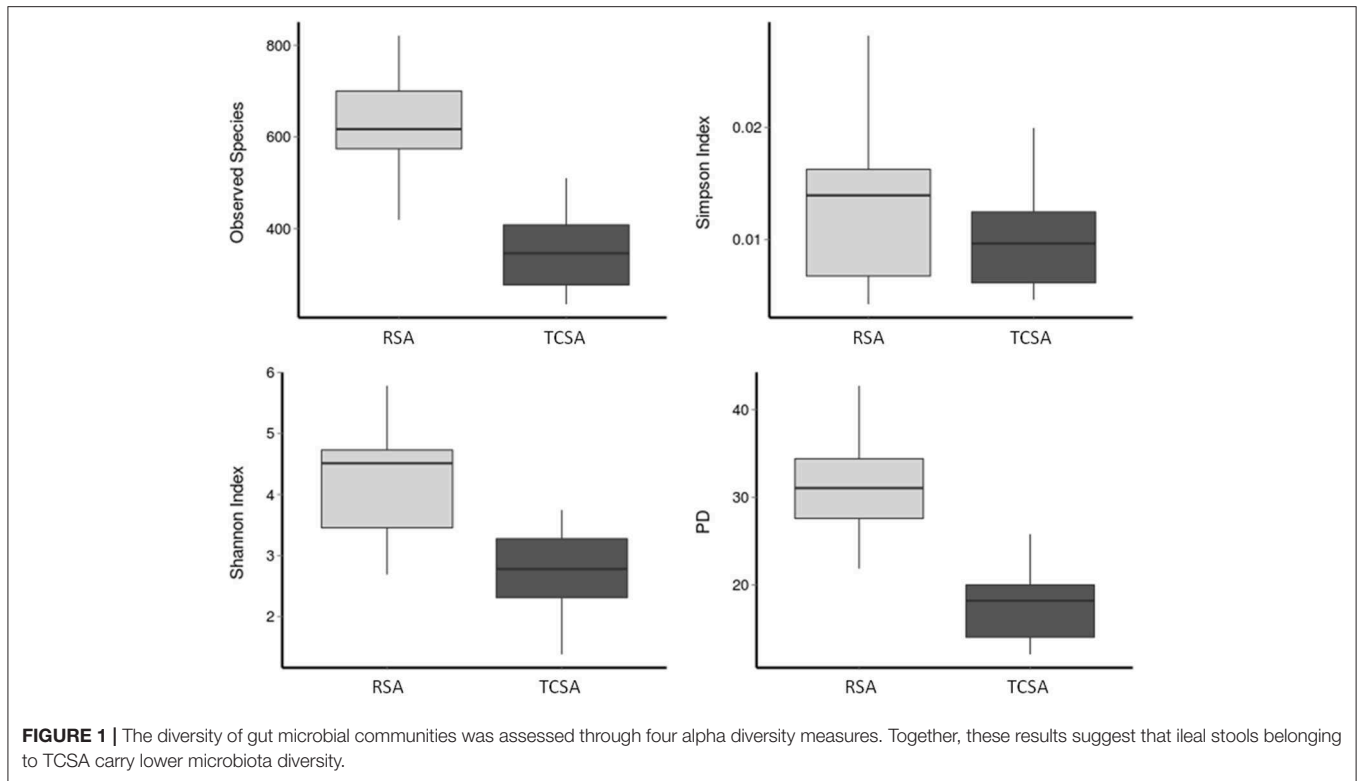 800
600
400
Observed Species
RSA
TCSA
0.02
0.01
Simpson Index
RSA
TCSA
6
5
4
3
2
Shannon Index
RSA
TCSA
40
30
20
PD
RSA
TCSA
FIGURE 1 | The diversity of gut microbial communities was assessed through four alpha diversity measures. Together, these results suggest that ileal stools belonging
to TCSA carry lower microbiota diversity.